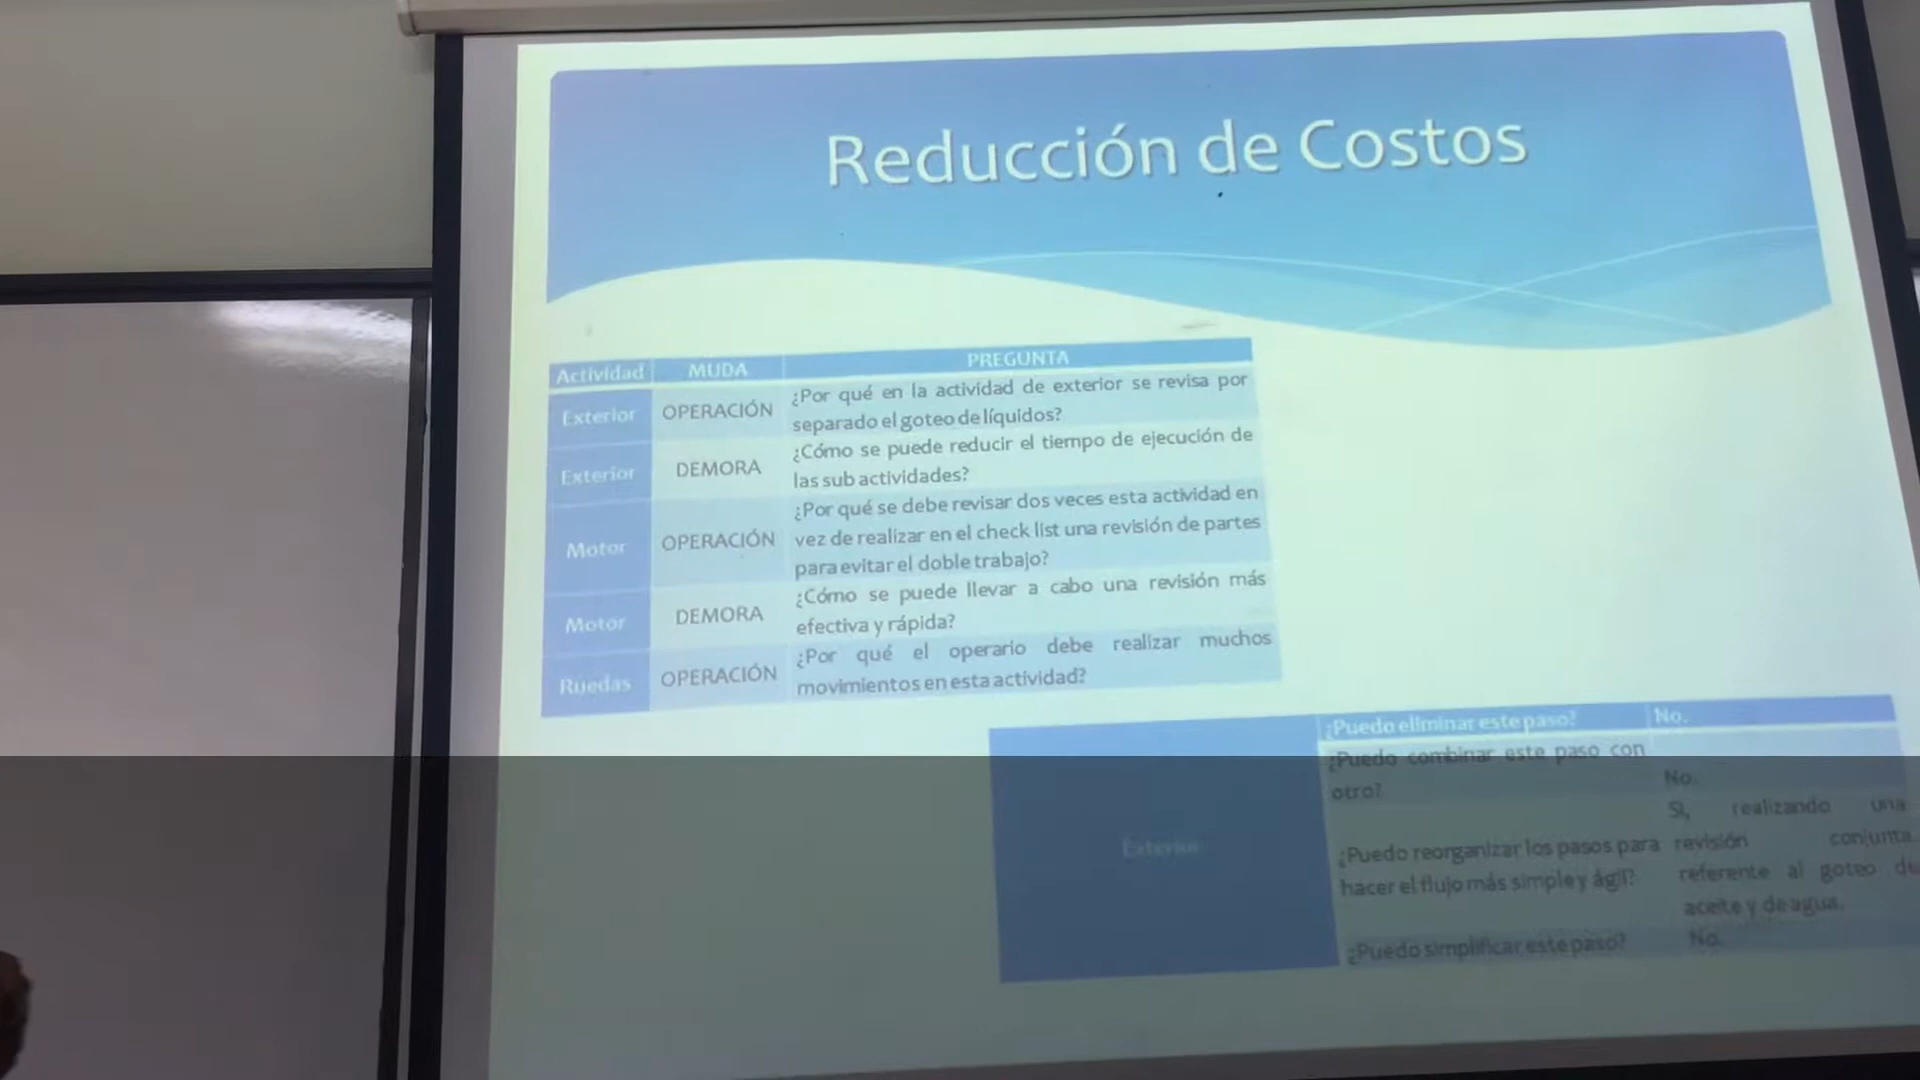 Reducción de Costos
Actividad MUDA PREGUNTA
Exterior OPERACIÓN ¿Por qué en la actividad de exterior se revisa por
separado el goteo de líquidos?
Exterior DEMORA ¿Cómo se puede reducir el tiempo de ejecución de
las sub actividades?
Motor OPERACIÓN ¿Por qué se debe revisar dos veces esta actividad en
vez de realizar en el check list una revisión de partes
para evitar el doble trabajo?
Motor DEMORA ¿Cómo se puede llevar a cabo una revisión más
efectiva y rápida?
Ruedas OPERACIÓN ¿Por qué el operario debe realizar muchos
movimientos en esta actividad?
Exterior
¿Puedo eliminar este paso? No.
¿Puedo combinar este paso con
otro? No.
¿Puedo reorganizar los pasos para
hacer el flujo más simple y ágil?
Si, realizando una
revisión conjunta
referente al goteo de
aceite y de agua.
¿Puedo simplificar este paso? No.